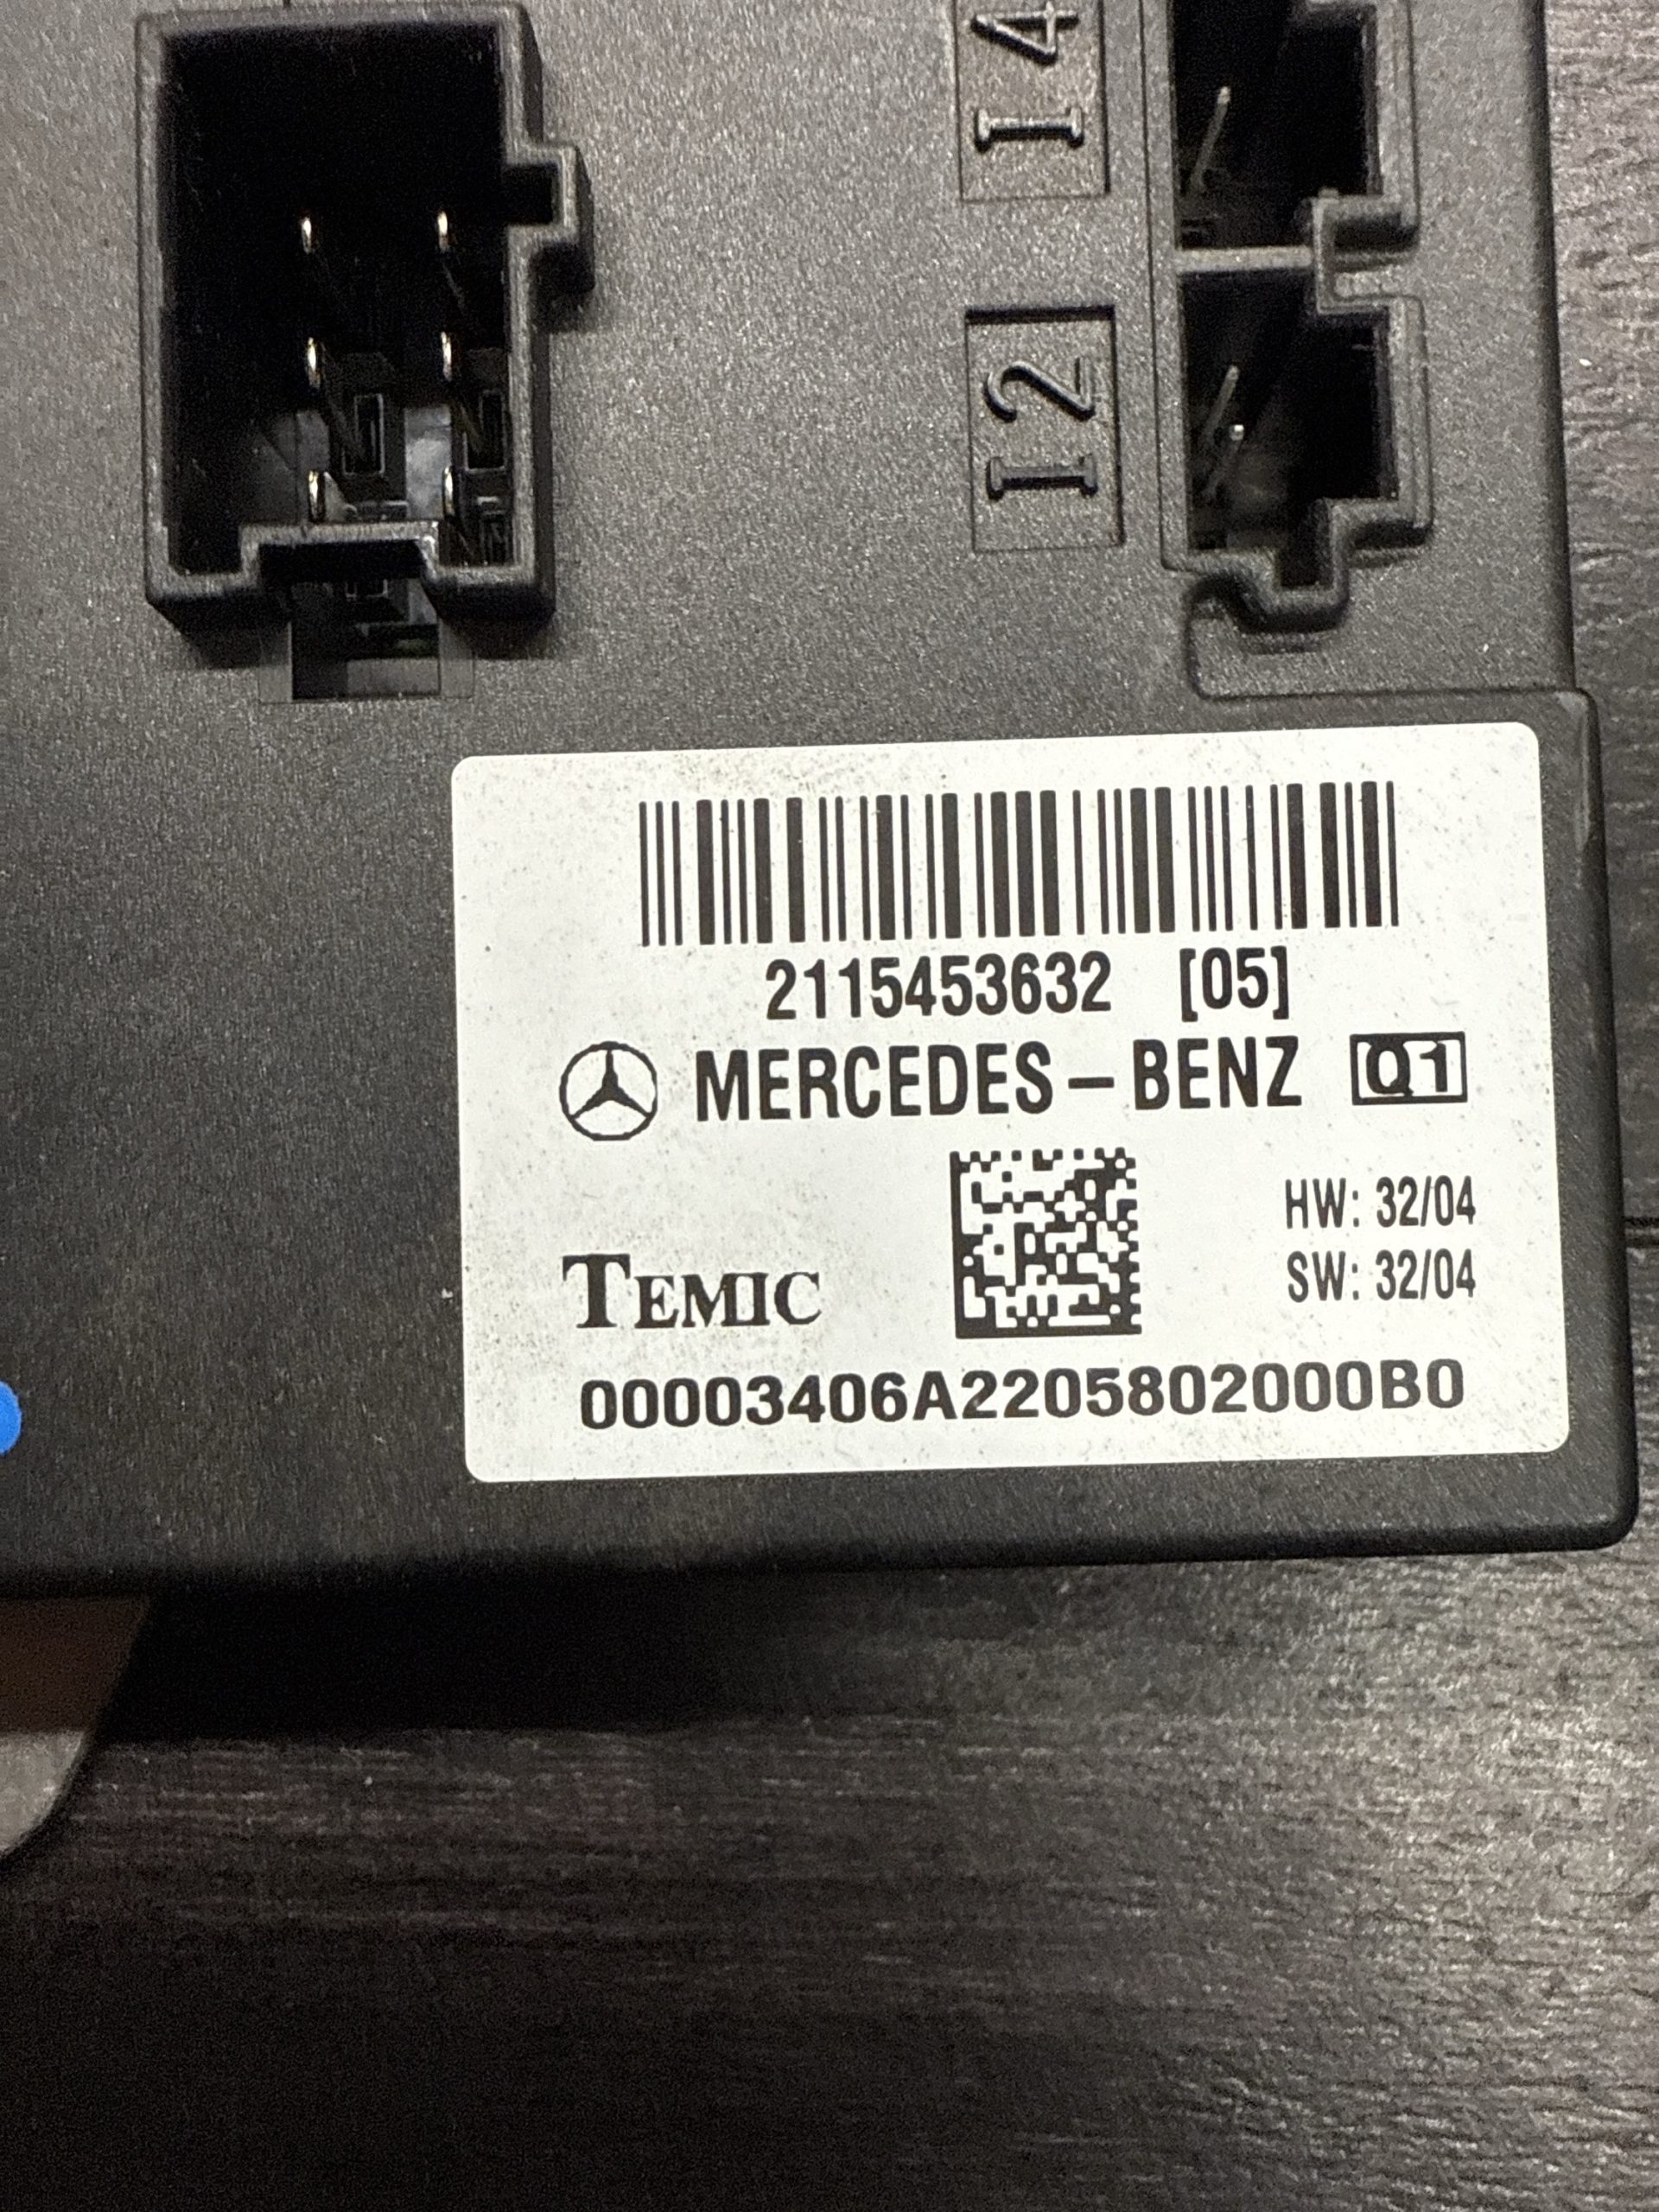 I4
I2
2115453632 [05]
MERCEDES-BENZ Q1
HW: 32/04
SW: 32/04
TEMIC
00003406A2205802000B0